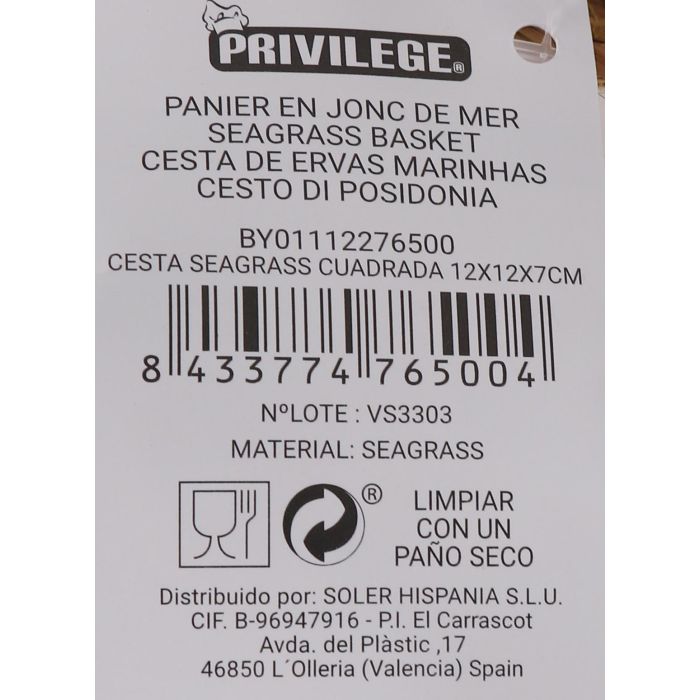 PRIVILEGE®
PANIER EN JONC DE MER
SEAGRASS BASKET
CESTA DE ERVAS MARINHAS
CESTO DI POSIDONIA
BY01112276500
CESTA SEAGRASS CUADRADA 12X12X7CM
8 433774 765004
NºLOTE : VS3303
MATERIAL: SEAGRASS
®
LIMPIAR
CON UN
PAÑO SECO
Distribuido por: SOLER HISPANIA S.L.U.
CIF. B-96947916 - P.I. El Carrascot
Avda. del Plàstic ,17
46850 L´Olleria (Valencia) Spain